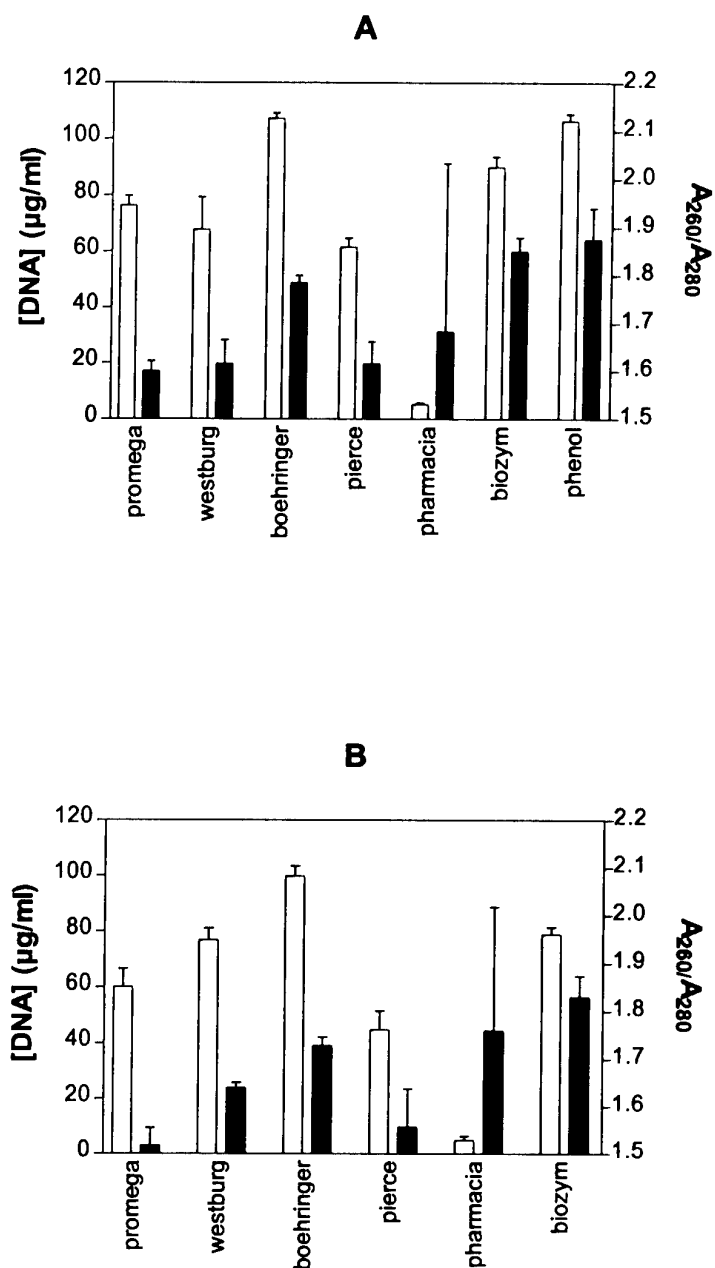 A
120
100
80
60
40
20
0
[DNA] (µg/ml)
2.2
2.1
2.0
1.9
1.8
1.7
1.6
1.5
A260/A280
promega
westburg
boehringer
pierce
pharmacia
biozym
phenol
B
120
100
80
60
40
20
0
[DNA] (µg/ml)
2.2
2.1
2.0
1.9
1.8
1.7
1.6
1.5
A260/A280
promega
westburg
boehringer
pierce
pharmacia
biozym